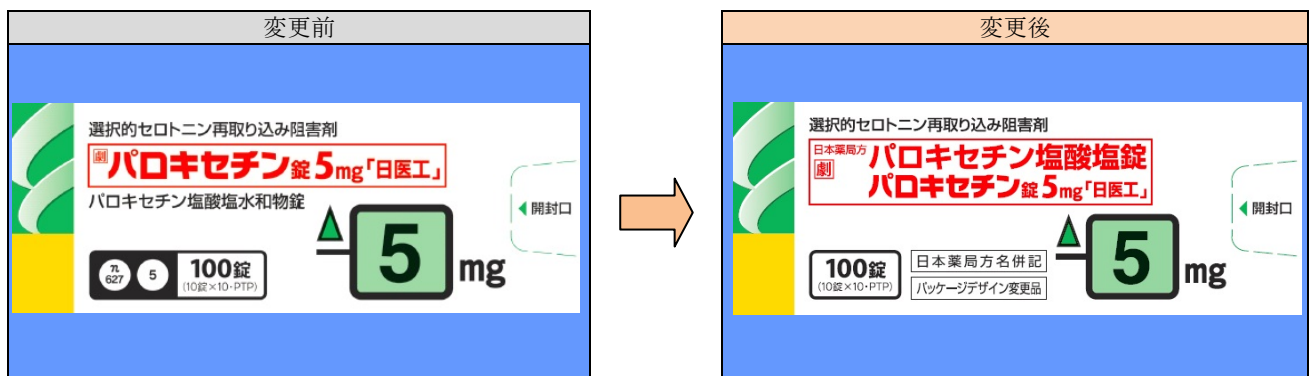 変更前
選択的セロトニン再取り込み阻害剤
劇 パロキセチン錠5mg「日医工」
パロキセチン塩酸塩水和物錠
5 mg
開封口
n 627 5 100錠
(10錠×10・PTP)
変更後
選択的セロトニン再取り込み阻害剤
日本薬局方 パロキセチン塩酸塩錠
劇 パロキセチン錠5mg「日医工」
5 mg
開封口
100錠
(10錠×10・PTP)
日本薬局方名併記
パッケージデザイン変更品